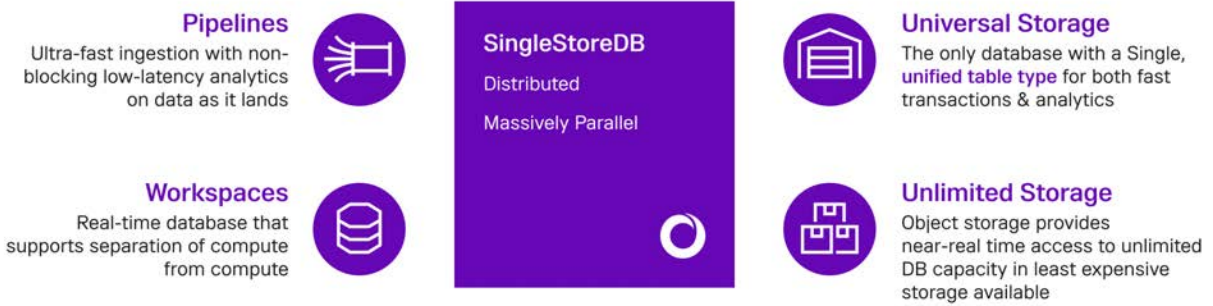 Pipelines
Ultra-fast ingestion with non-
blocking low-latency analytics
on data as it lands
Workspaces
Real-time database that
supports separation of compute
from compute
SingleStoreDB
Distributed
Massively Parallel
Universal Storage
The only database with a Single,
unified table type for both fast
transactions & analytics
Unlimited Storage
Object storage provides
near-real time access to unlimited
DB capacity in least expensive
storage available